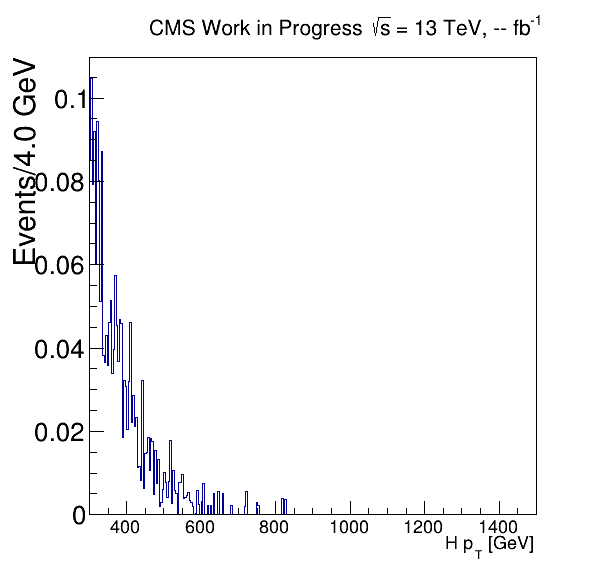 CMS Work in Progress √s = 13 TeV, -- fb⁻¹
Events/4.0 GeV
0.1
0.08
0.06
0.04
0.02
0
400 600 800 1000 1200 1400
H p_T [GeV]